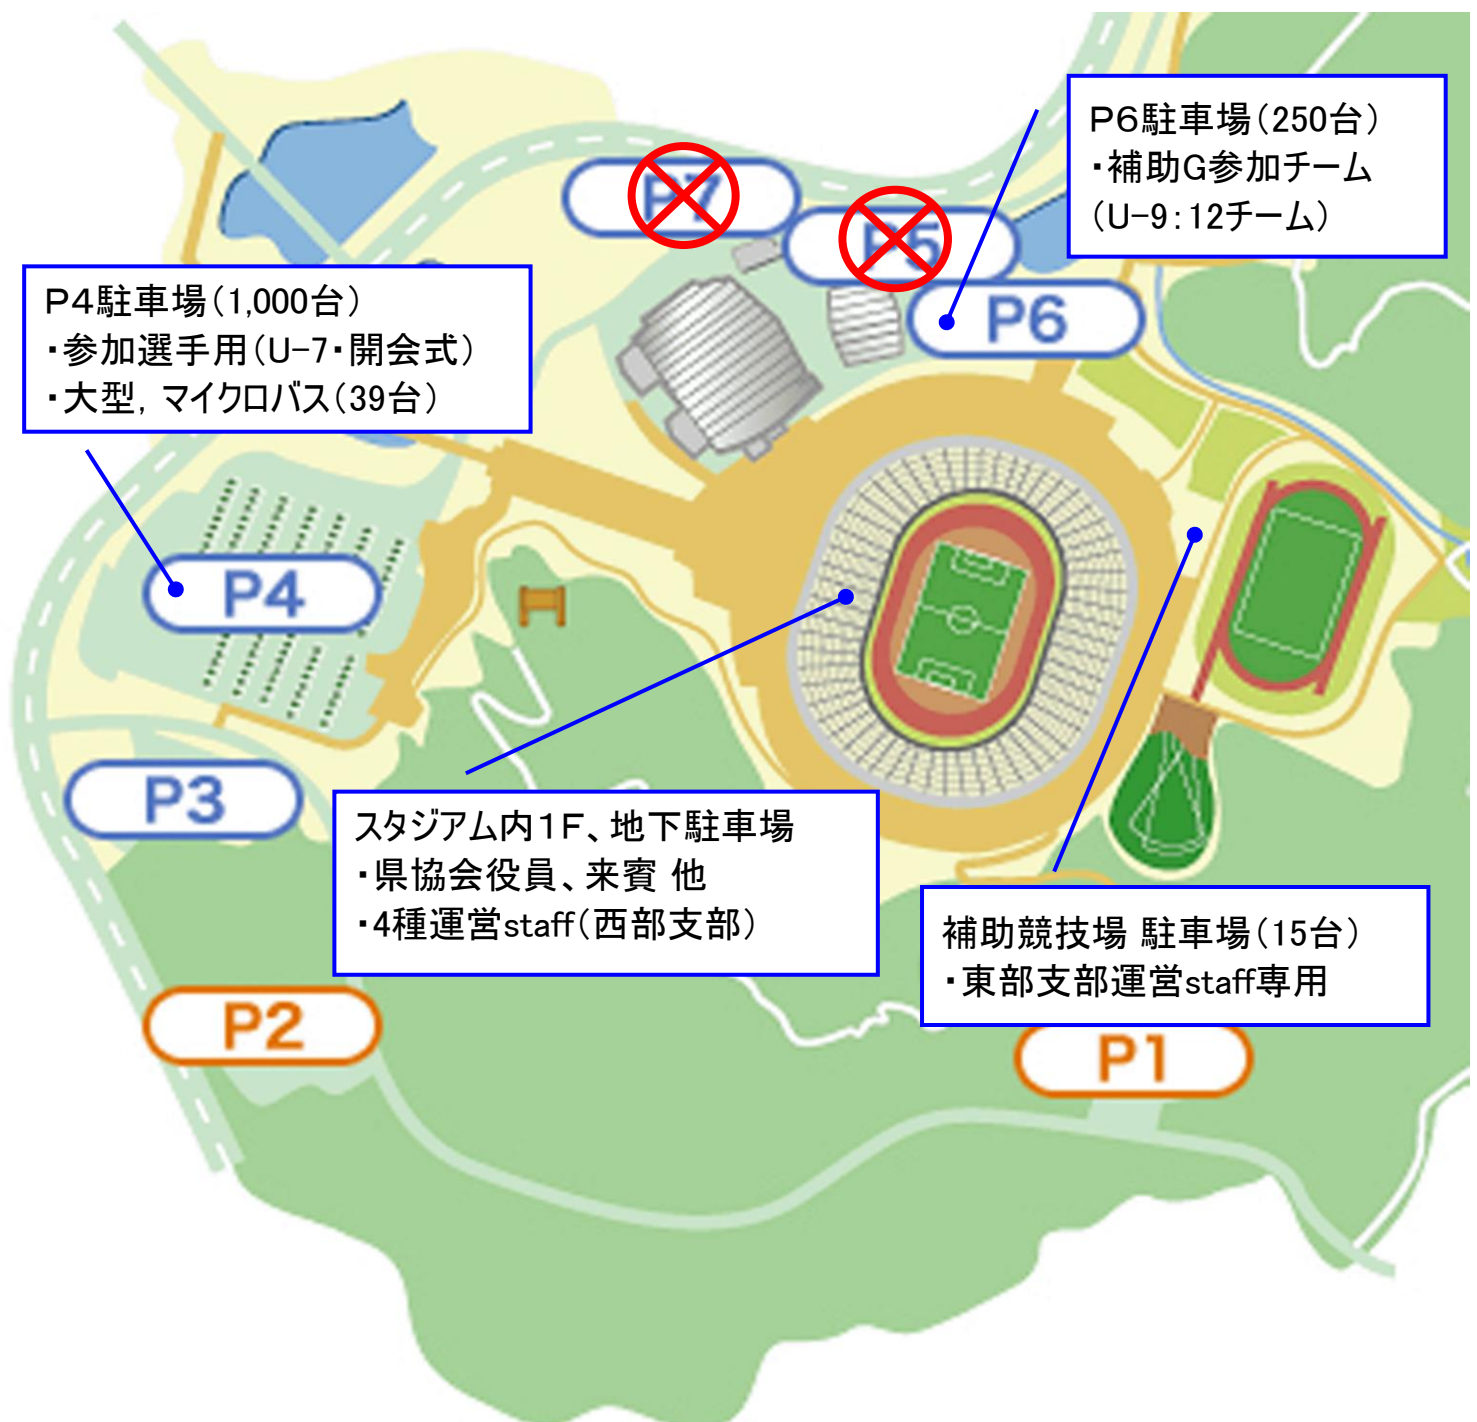 P6駐車場(250台)
・補助G参加チーム
(U-9:12チーム)
P7
P5
P6
P4駐車場(1,000台)
・参加選手用(U-7・開会式)
・大型, マイクロバス(39台)
P4
P3
スタジアム内1F、地下駐車場
・県協会役員、来賓 他
・4種運営staff(西部支部)
補助競技場 駐車場(15台)
・東部支部運営staff専用
P2
P1